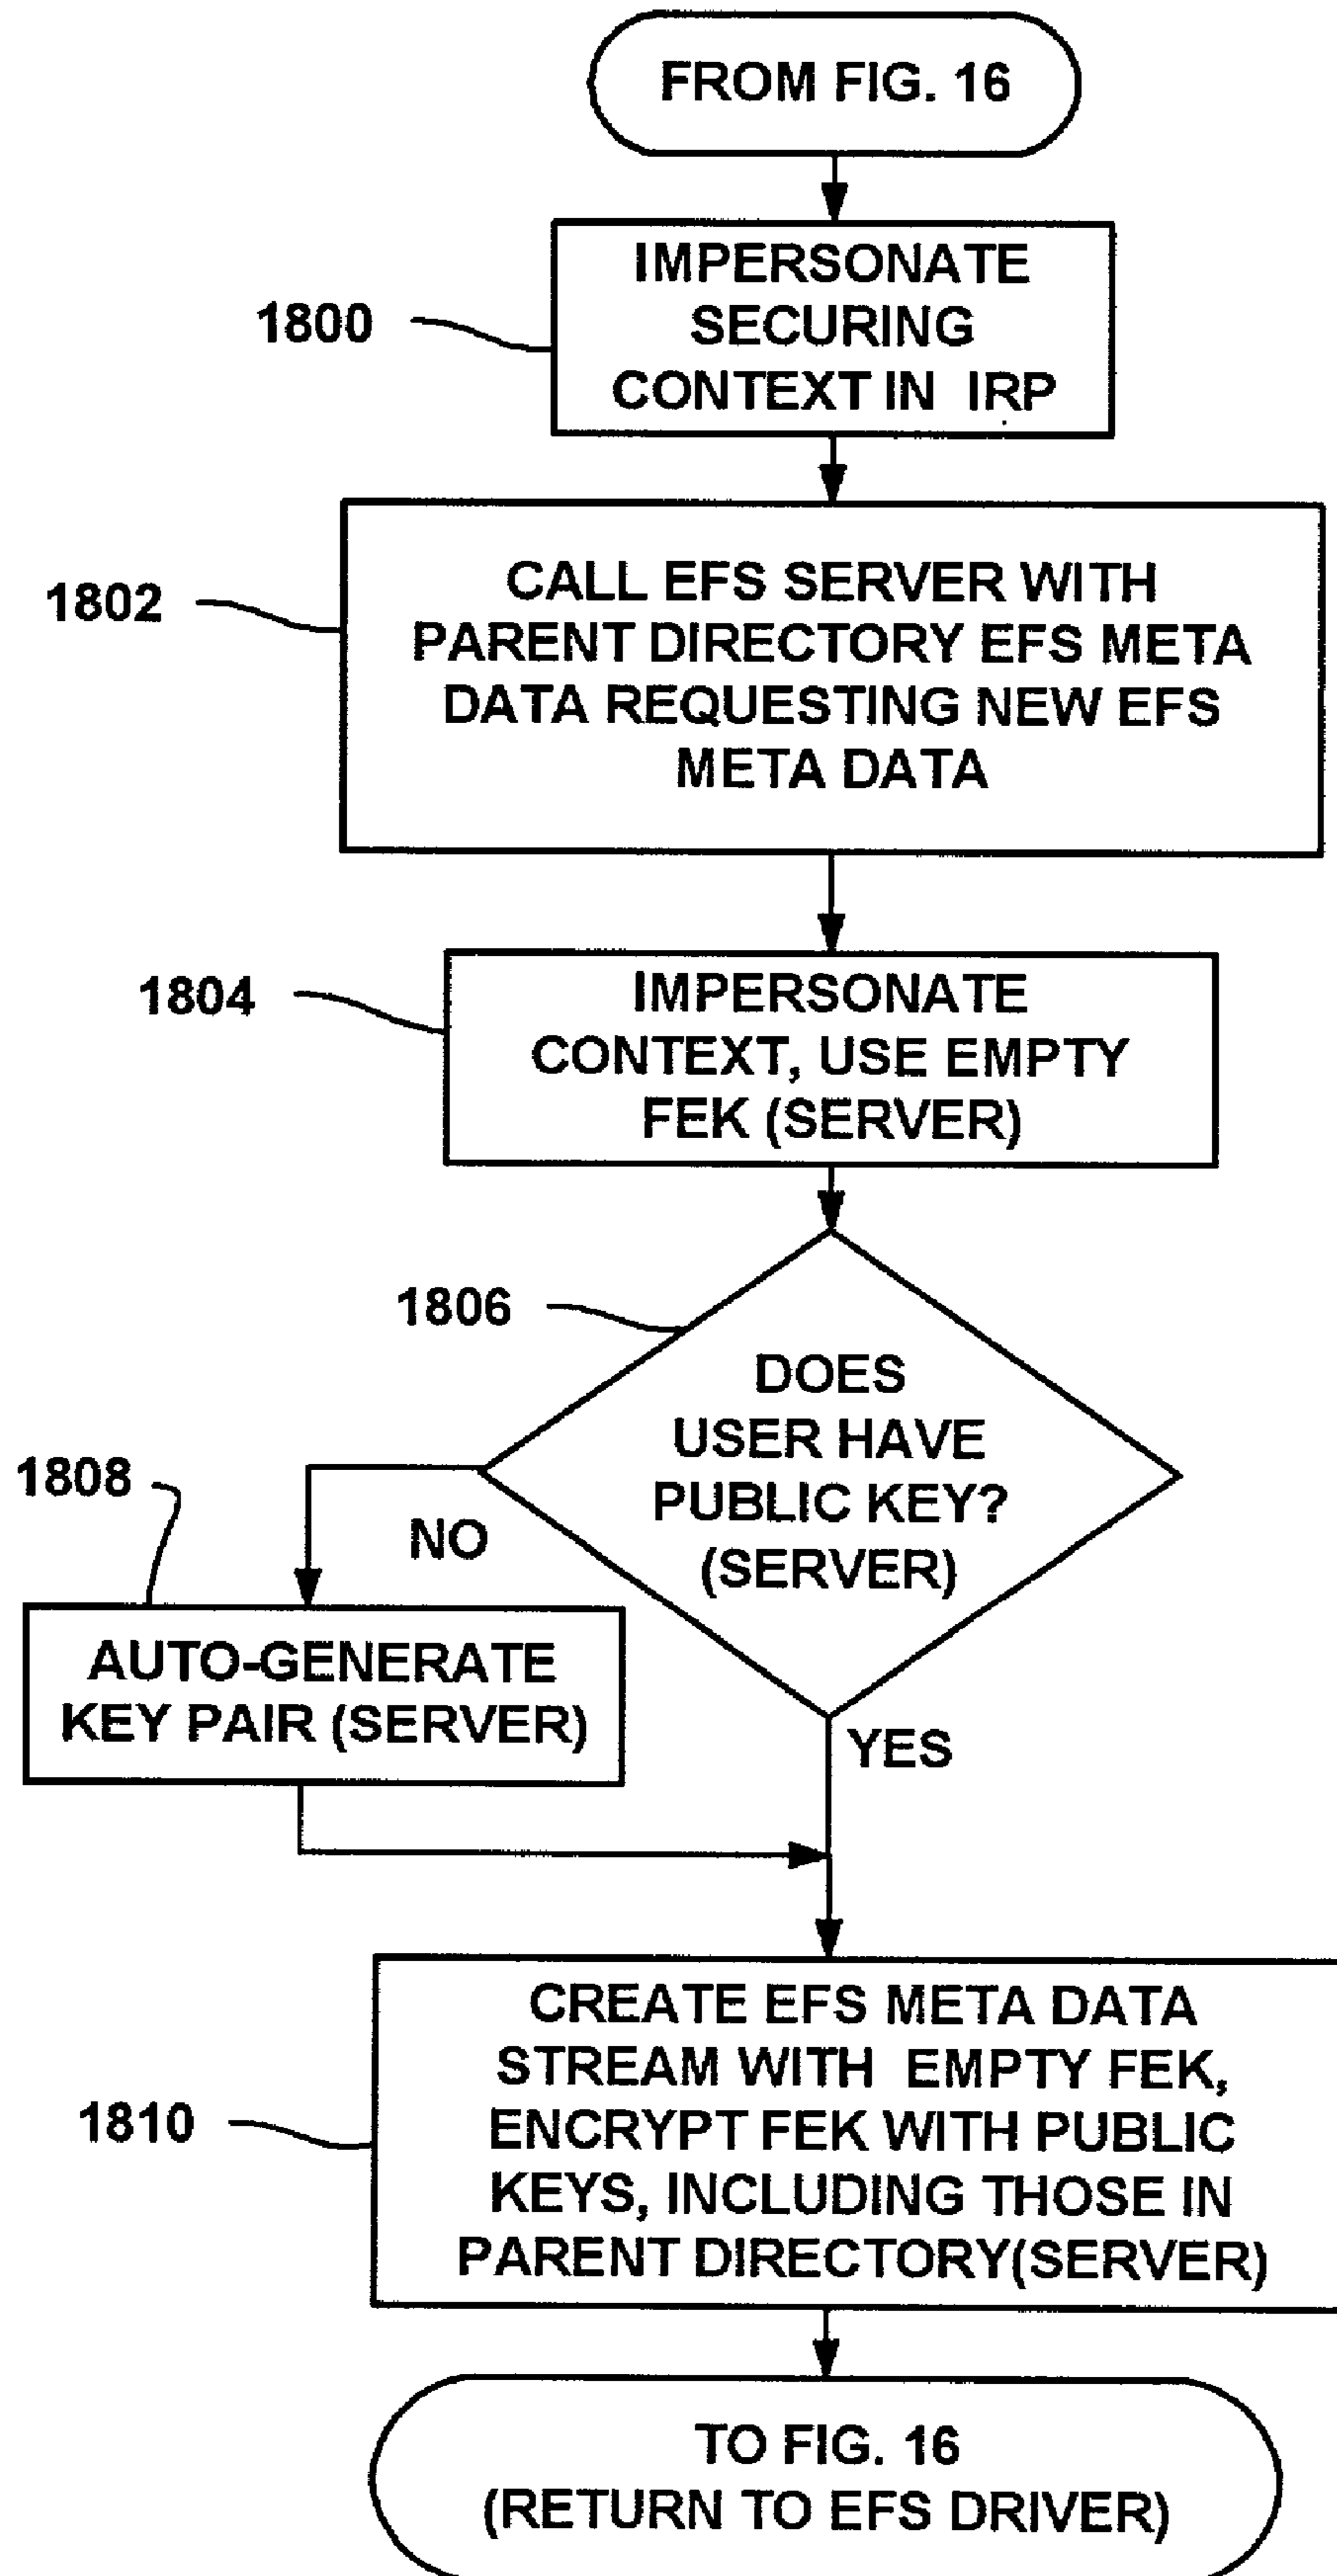 FROM FIG. 16
1800
IMPERSONATE
SECURING
CONTEXT IN IRP
1802
CALL EFS SERVER WITH
PARENT DIRECTORY EFS META
DATA REQUESTING NEW EFS
META DATA
1804
IMPERSONATE
CONTEXT, USE EMPTY
FEK (SERVER)
1806
DOES
USER HAVE
PUBLIC KEY?
(SERVER)
1808
NO
AUTO-GENERATE
KEY PAIR (SERVER)
YES
1810
CREATE EFS META DATA
STREAM WITH EMPTY FEK,
ENCRYPT FEK WITH PUBLIC
KEYS, INCLUDING THOSE IN
PARENT DIRECTORY(SERVER)
TO FIG. 16
(RETURN TO EFS DRIVER)